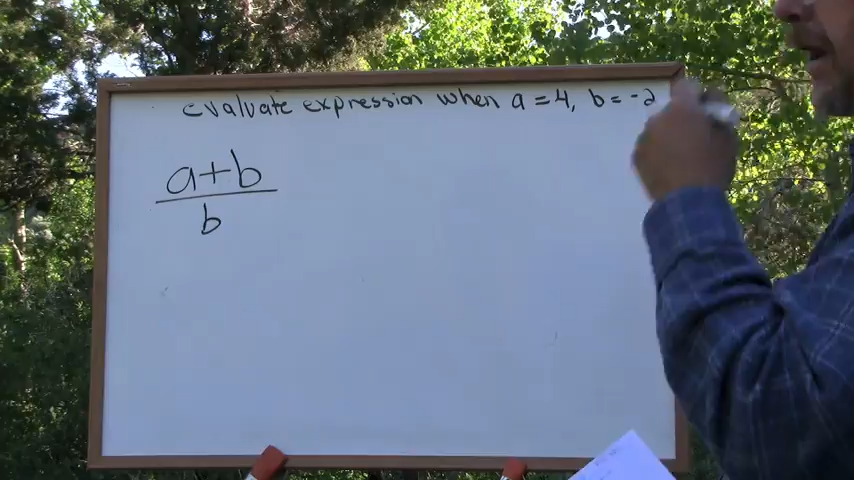 evaluate expression when a = 4, b = -2
a+b
b